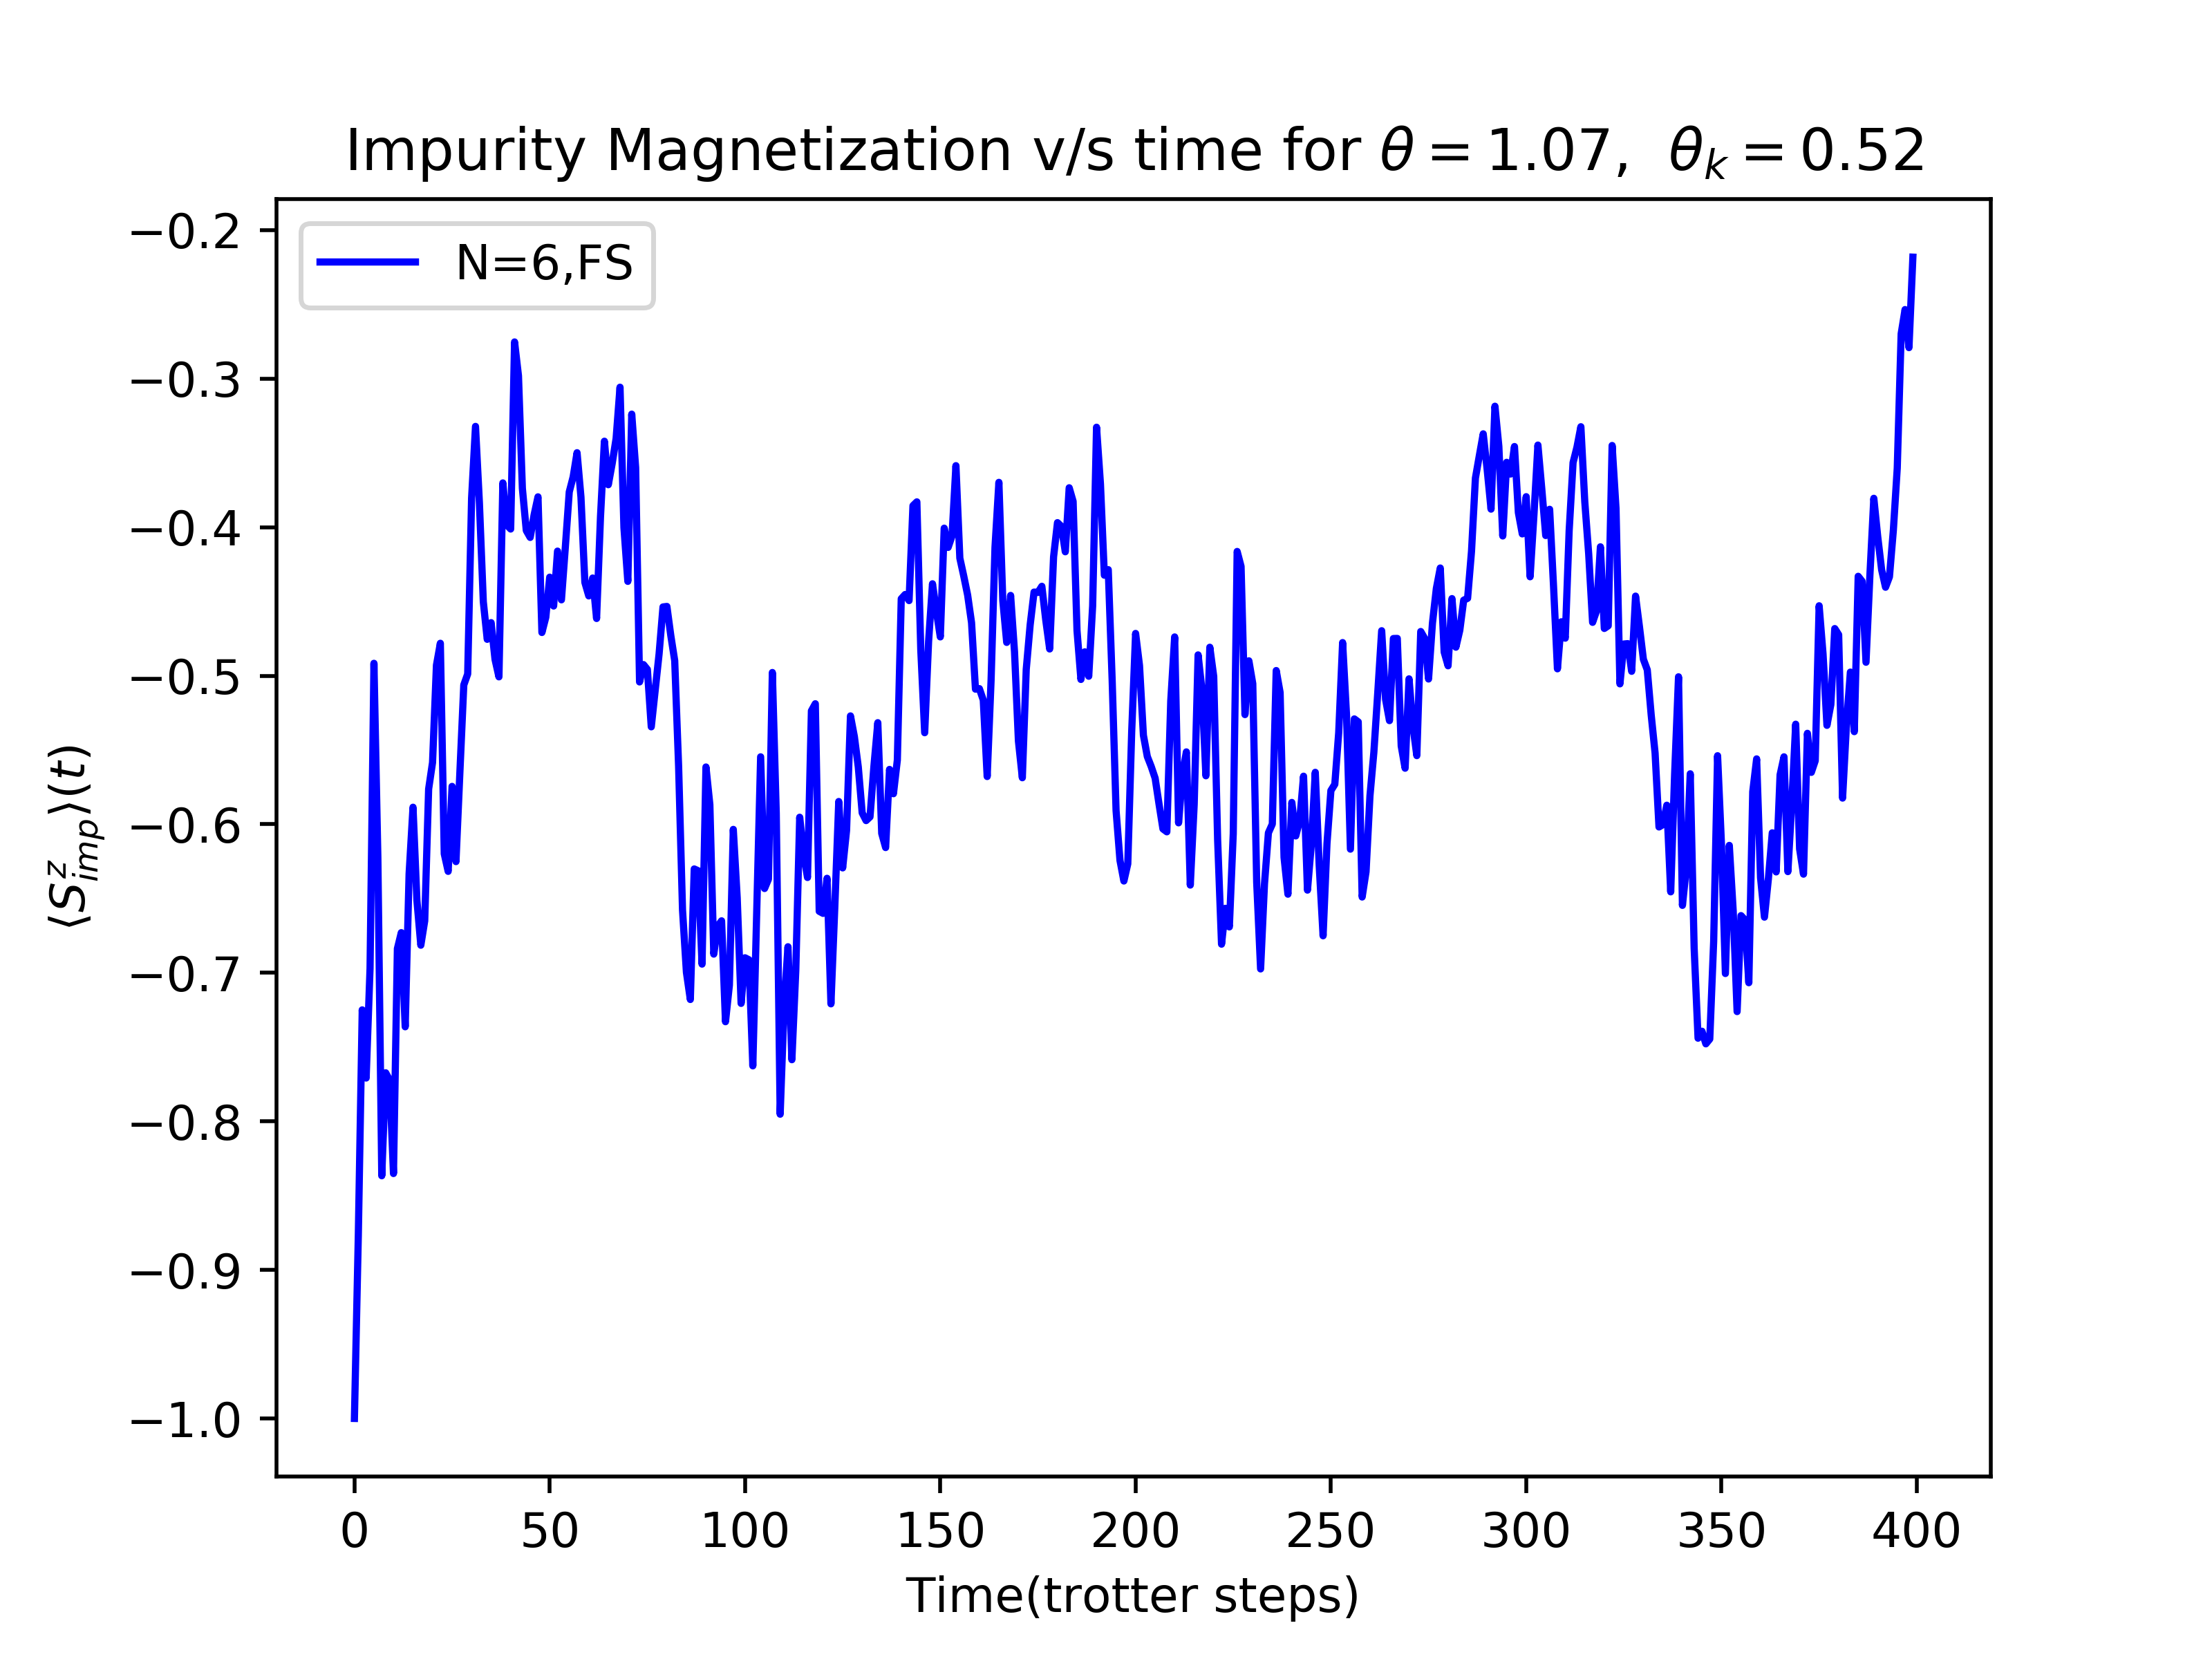 Impurity Magnetization v/s time for θ = 1.07, θ_k = 0.52
N=6,FS
−0.2
−0.3
−0.4
−0.5
−0.6
−0.7
−0.8
−0.9
−1.0
⟨S^z_{imp}⟩(t)
0 50 100 150 200 250 300 350 400
Time(trotter steps)